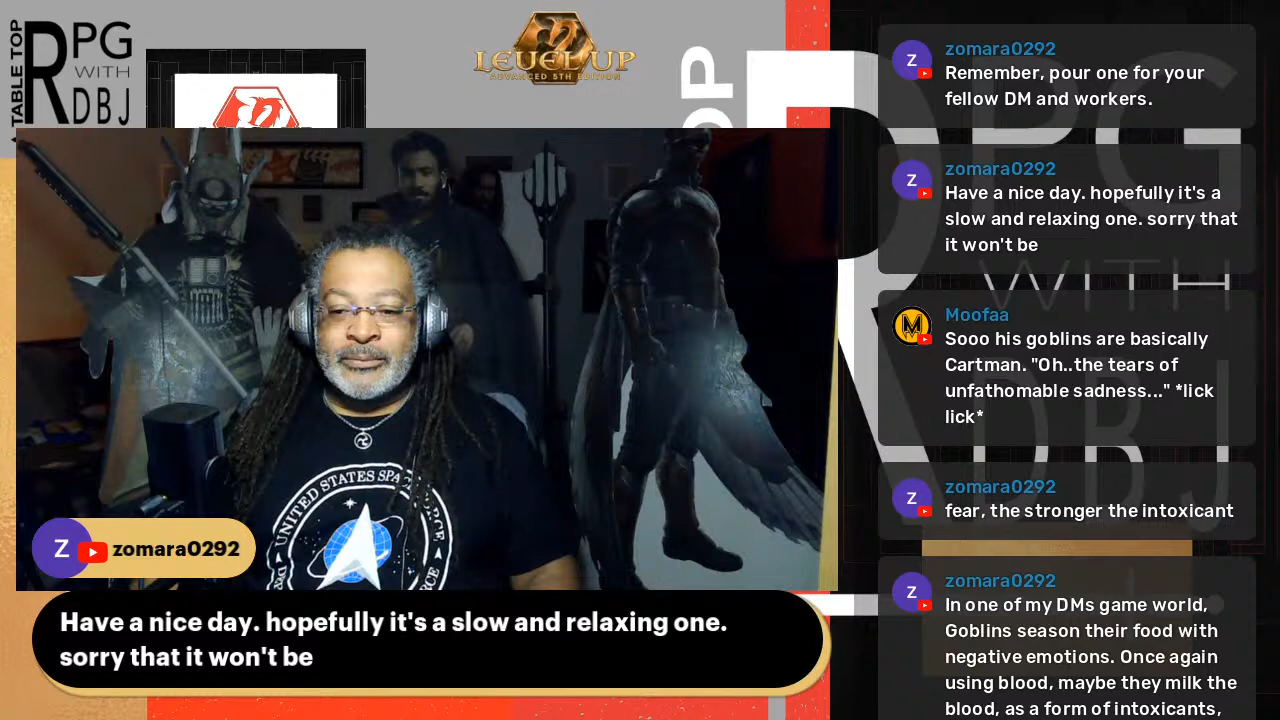 TABLE TOP
RPG
WITH
DBJ
LEVEL UP
ADVANCED 5TH EDITION
OP
RPG
WITH
DBJ
UNITED STATES SPACE FORCE
Z
zomara0292
Have a nice day. hopefully it's a slow and relaxing one.
sorry that it won't be
Z
zomara0292
Remember, pour one for your
fellow DM and workers.
Z
zomara0292
Have a nice day. hopefully it's a
slow and relaxing one. sorry that
it won't be
M
Moofaa
Sooo his goblins are basically
Cartman. "Oh..the tears of
unfathomable sadness..." *lick
lick*
Z
zomara0292
fear, the stronger the intoxicant
Z
zomara0292
In one of my DMs game world,
Goblins season their food with
negative emotions. Once again
using blood, maybe they milk the
blood, as a form of intoxicants,